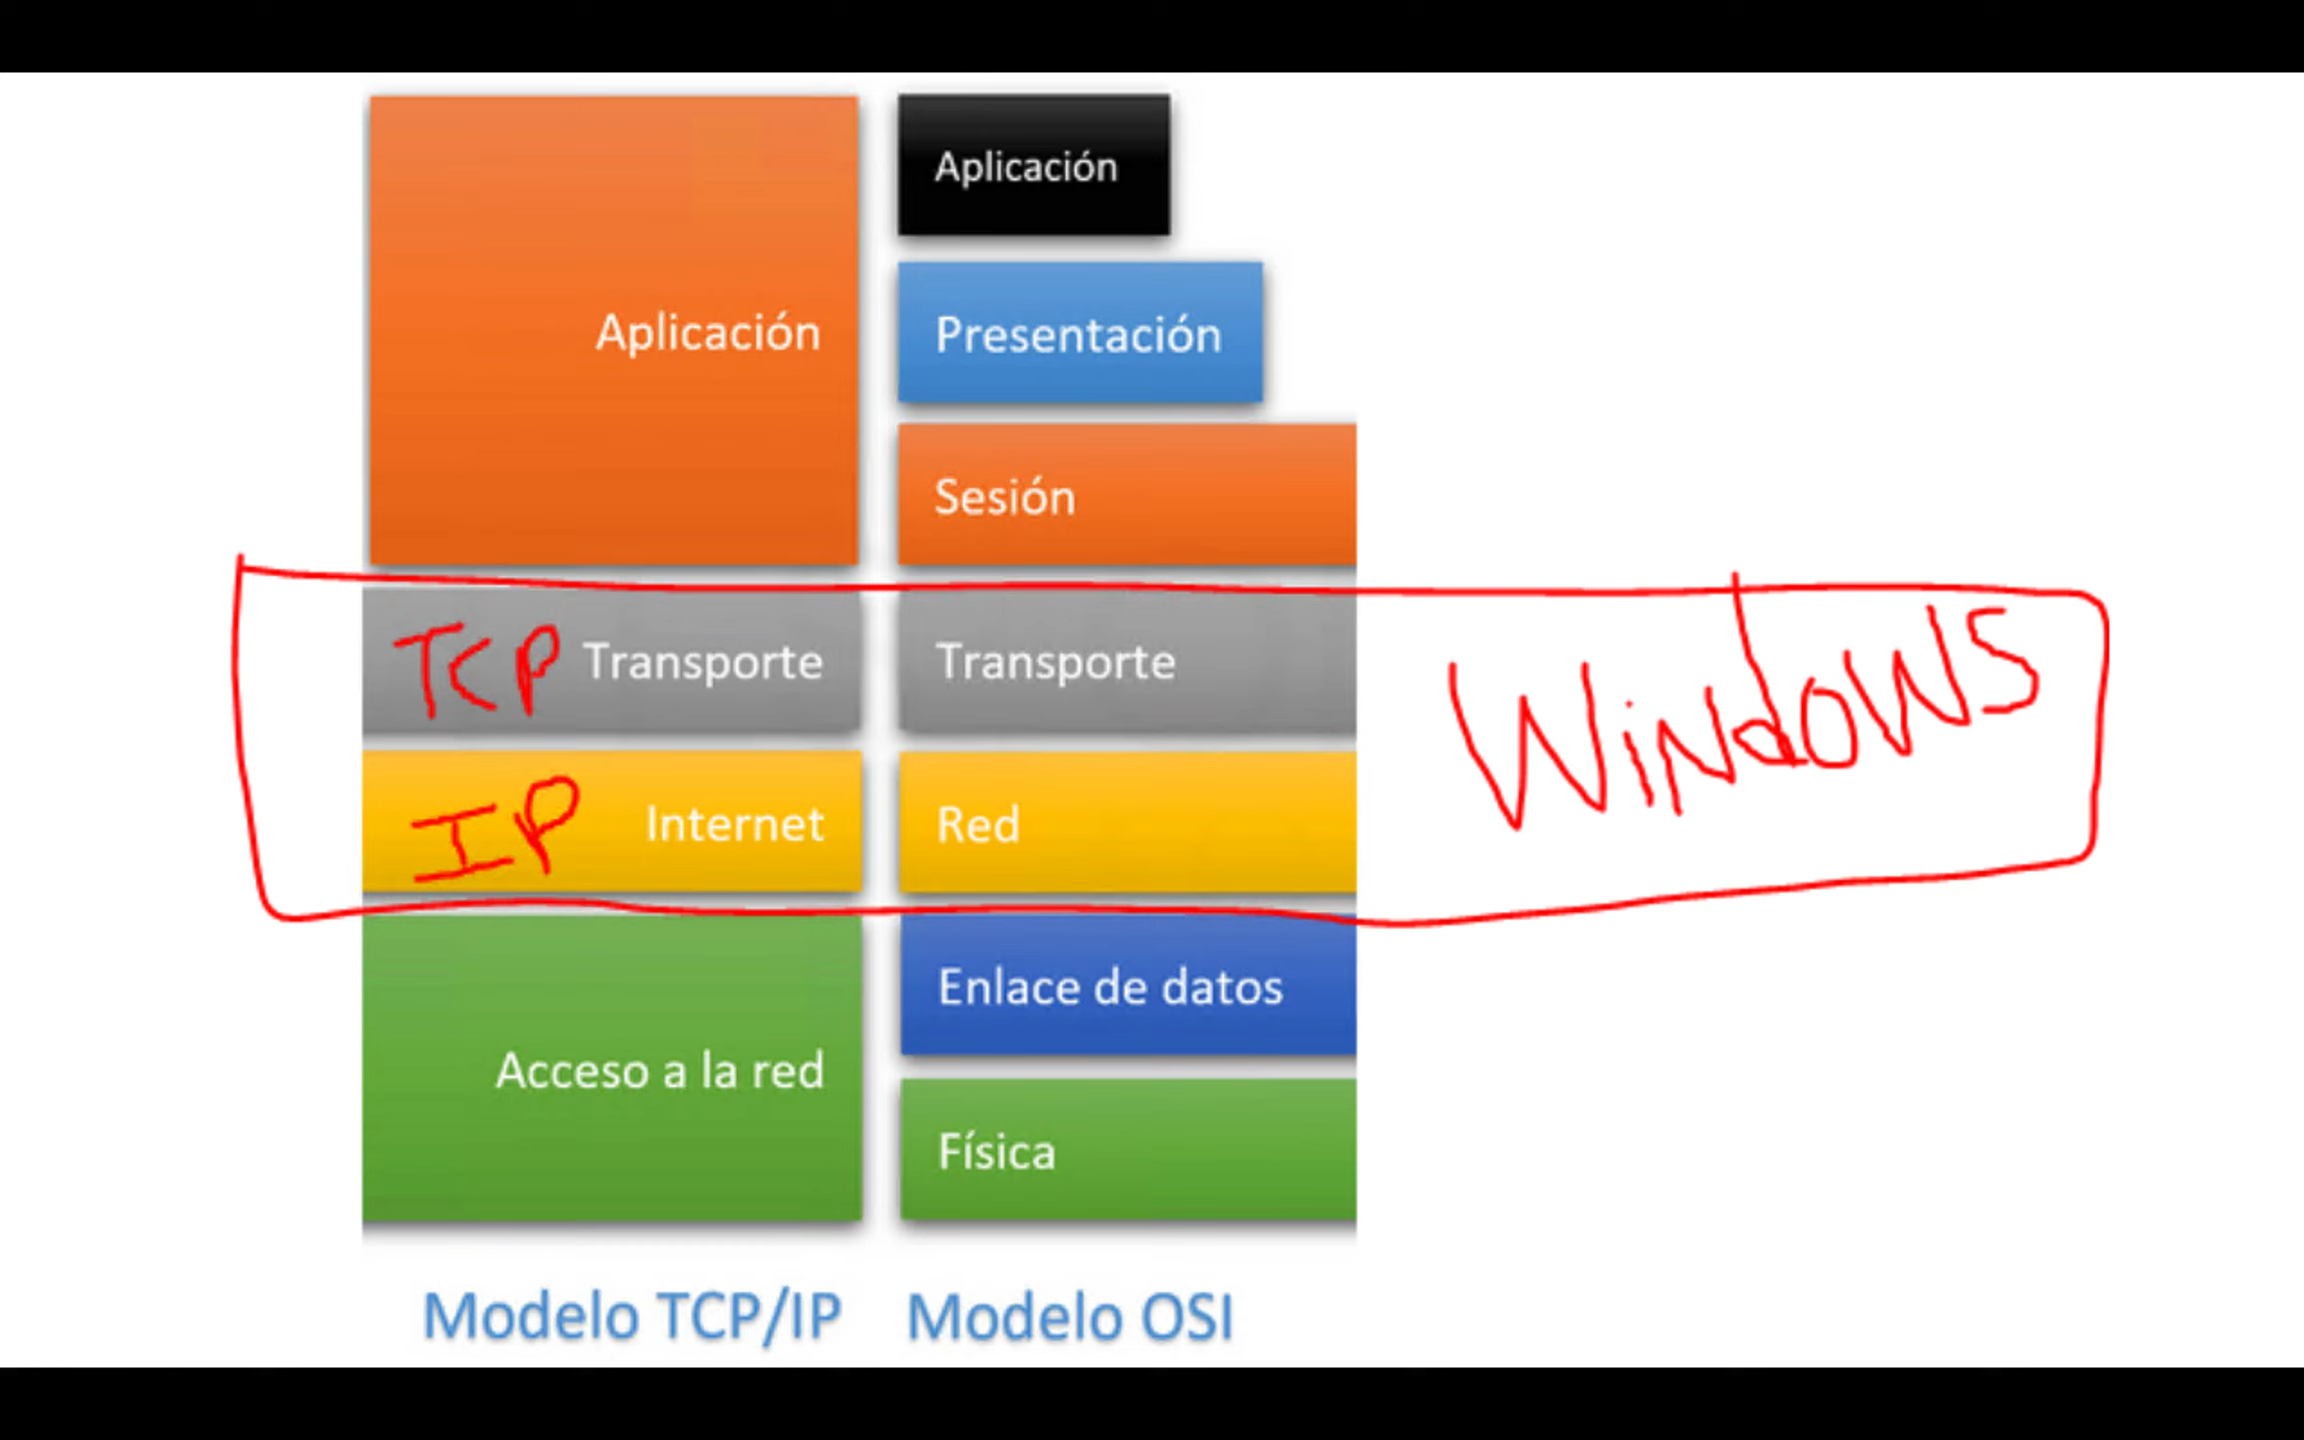 Aplicación
Aplicación
Presentación
Sesión
TCP Transporte
Transporte
WindowS
IP Internet
Red
Acceso a la red
Enlace de datos
Física
Modelo TCP/IP
Modelo OSI